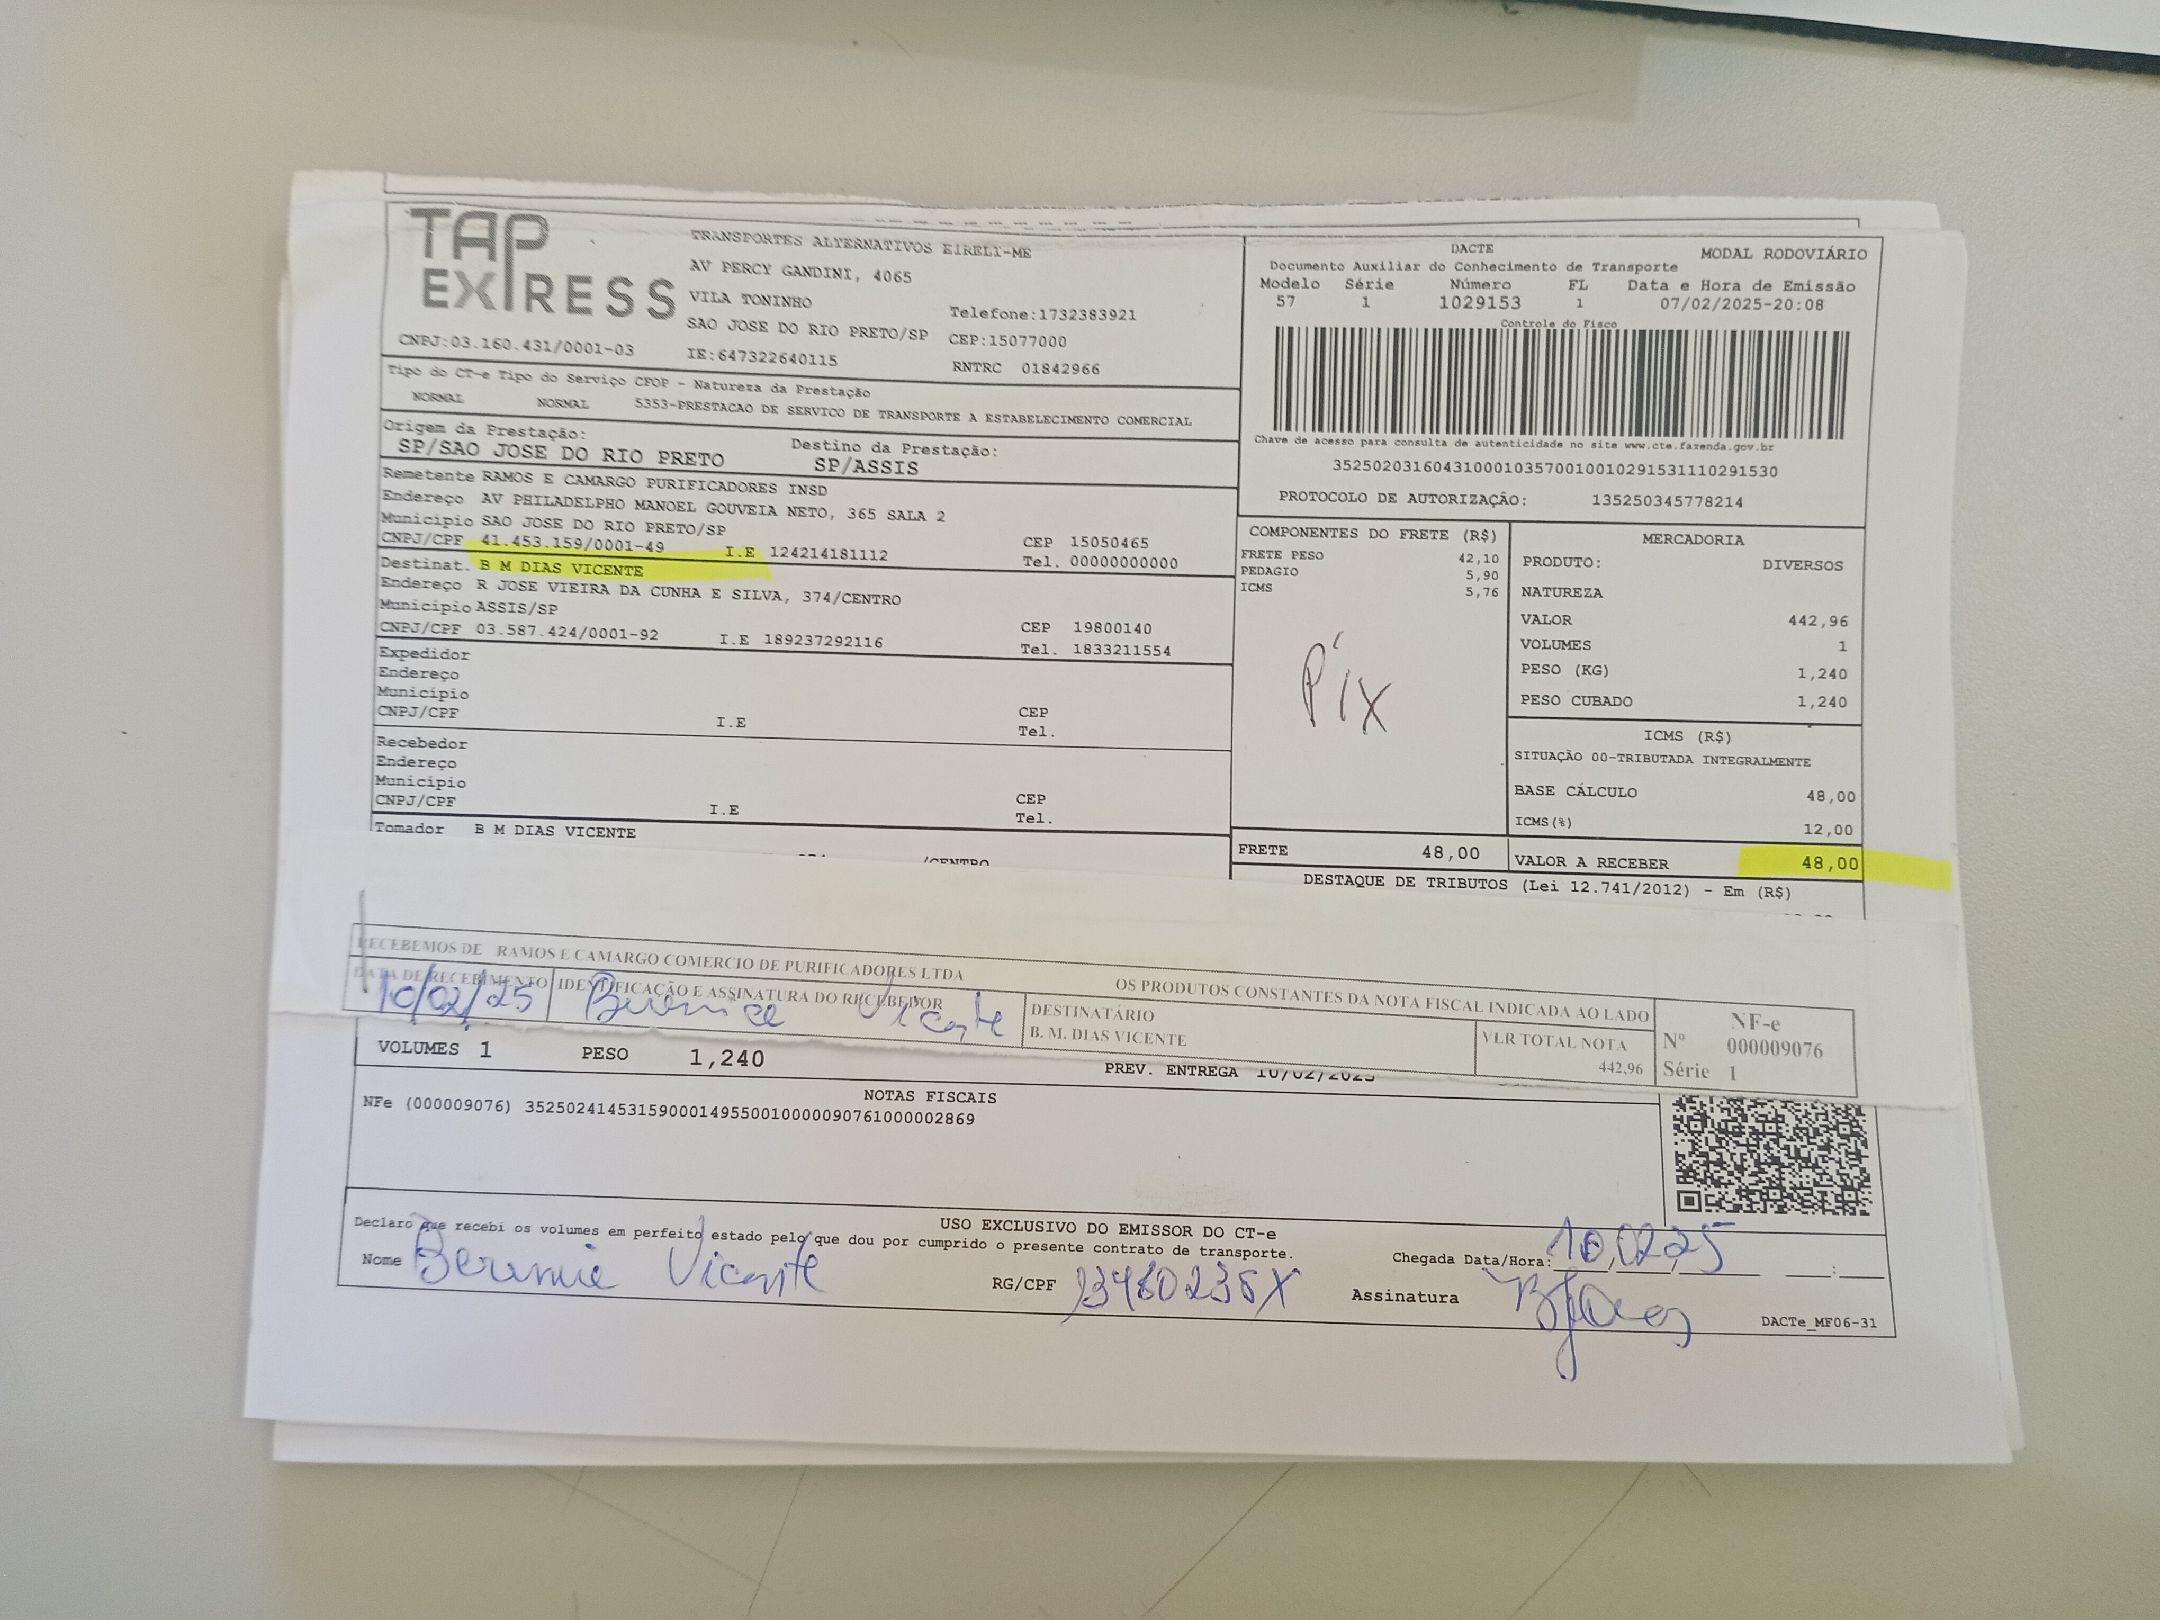 TAP EXPRESS
TRANSPORTES ALTERNATIVOS EIRELI-ME
AV PERCY GANDINI, 4065
VILA TONINHO
SAO JOSE DO RIO PRETO/SP
Telefone:1732383921
CEP:15077000
CNPJ:03.160.431/0001-03
IE:647322640115
RNTRC 01842966
DACTE
MODAL RODOVIÁRIO
Documento Auxiliar do Conhecimento de Transporte
Modelo Série Número FL Data e Hora de Emissão
57 1 1029153 1 07/02/2025-20:08
Controle do Fisco
Chave de acesso para consulta de autenticidade no site www.cte.fazenda.gov.br
35250203160431000103570010010291531110291530
PROTOCOLO DE AUTORIZAÇÃO: 135250345778214
Tipo do CT-e Tipo do Serviço CFOP - Natureza da Prestação
NORMAL NORMAL 5353-PRESTACAO DE SERVICO DE TRANSPORTE A ESTABELECIMENTO COMERCIAL
Origem da Prestação: Destino da Prestação:
SP/SAO JOSE DO RIO PRETO SP/ASSIS
Remetente RAMOS E CAMARGO PURIFICADORES INSD
Endereço AV PHILADELPHO MANOEL GOUVEIA NETO, 365 SALA 2
Município SAO JOSE DO RIO PRETO/SP CEP 15050465
CNPJ/CPF 41.453.159/0001-49 I.E 124214181112 Tel. 00000000000
Destinat. B M DIAS VICENTE
Endereço R JOSE VIEIRA DA CUNHA E SILVA, 374/CENTRO
Município ASSIS/SP CEP 19800140
CNPJ/CPF 03.587.424/0001-92 I.E 189237292116 Tel. 1833211554
Expedidor
Endereço
Município CEP
CNPJ/CPF I.E Tel.
Recebedor
Endereço
Município CEP
CNPJ/CPF I.E Tel.
Tomador B M DIAS VICENTE
/CENTRO
COMPONENTES DO FRETE (R$)
FRETE PESO 42,10
PEDAGIO 5,90
ICMS 5,76
Pix
FRETE 48,00
MERCADORIA
PRODUTO: DIVERSOS
NATUREZA
VALOR 442,96
VOLUMES 1
PESO (KG) 1,240
PESO CUBADO 1,240
ICMS (R$)
SITUAÇÃO 00-TRIBUTADA INTEGRALMENTE
BASE CÁLCULO 48,00
ICMS(%) 12,00
VALOR A RECEBER 48,00
DESTAQUE DE TRIBUTOS (Lei 12.741/2012) - Em (R$)
RECEBEMOS DE RAMOS E CAMARGO COMERCIO DE PURIFICADORES LTDA OS PRODUTOS CONSTANTES DA NOTA FISCAL INDICADA AO LADO
DATA DE RECEBIMENTO IDENTIFICAÇÃO E ASSINATURA DO RECEBEDOR
10/02/25 Berenice Vicente
DESTINATÁRIO
B. M. DIAS VICENTE
VLR TOTAL NOTA
442,96
NF-e
Nº 000009076
Série 1
VOLUMES 1 PESO 1,240 PREV. ENTREGA 10/02/2025
NOTAS FISCAIS
NFe (000009076) 35250241453159000149550010000090761000002869
USO EXCLUSIVO DO EMISSOR DO CT-e
Declaro que recebi os volumes em perfeito estado pelo que dou por cumprido o presente contrato de transporte.
Nome Berenice Vicente RG/CPF 13480236X
Chegada Data/Hora: 10,02,25
Assinatura
DACTe_MF06-31